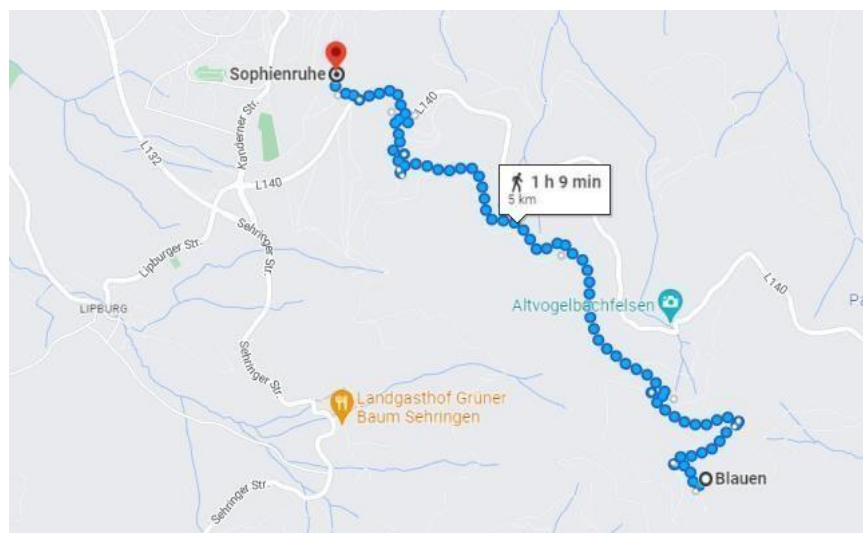 Sophienruhe
L140
Kanderner Str.
L132
L140
1 h 9 min
5 km
Sehringer Str.
Lipburger Str.
L140
Altvogelbachfelsen
LIPBURG
Sehringer Str.
Landgasthof Grüner
Baum Sehringen
Blauen
Sehringer Str.